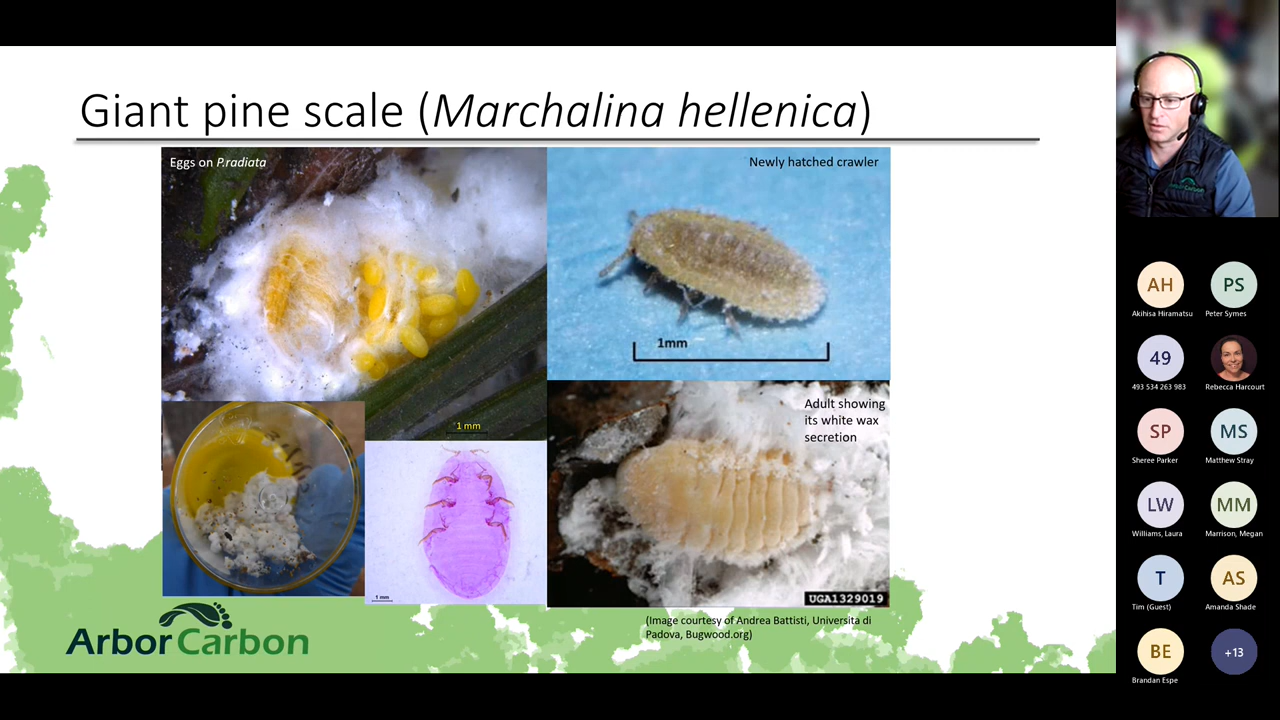 Giant pine scale (Marchalina hellenica)
Eggs on P.radiata
Newly hatched crawler
1mm
1 mm
Adult showing
its white wax
secretion
1 mm
UGA1329019
(Image courtesy of Andrea Battisti, Universita di
Padova, Bugwood.org)
ArborCarbon
ArborCarbon
AH
PS
Akihisa Hiramatsu
Peter Symes
49
493 534 263 983
Rebecca Harcourt
SP
MS
Sheree Parker
Matthew Stray
LW
MM
Williams, Laura
Marrison, Megan
T
AS
Tim (Guest)
Amanda Shade
BE
+13
Brandan Espe